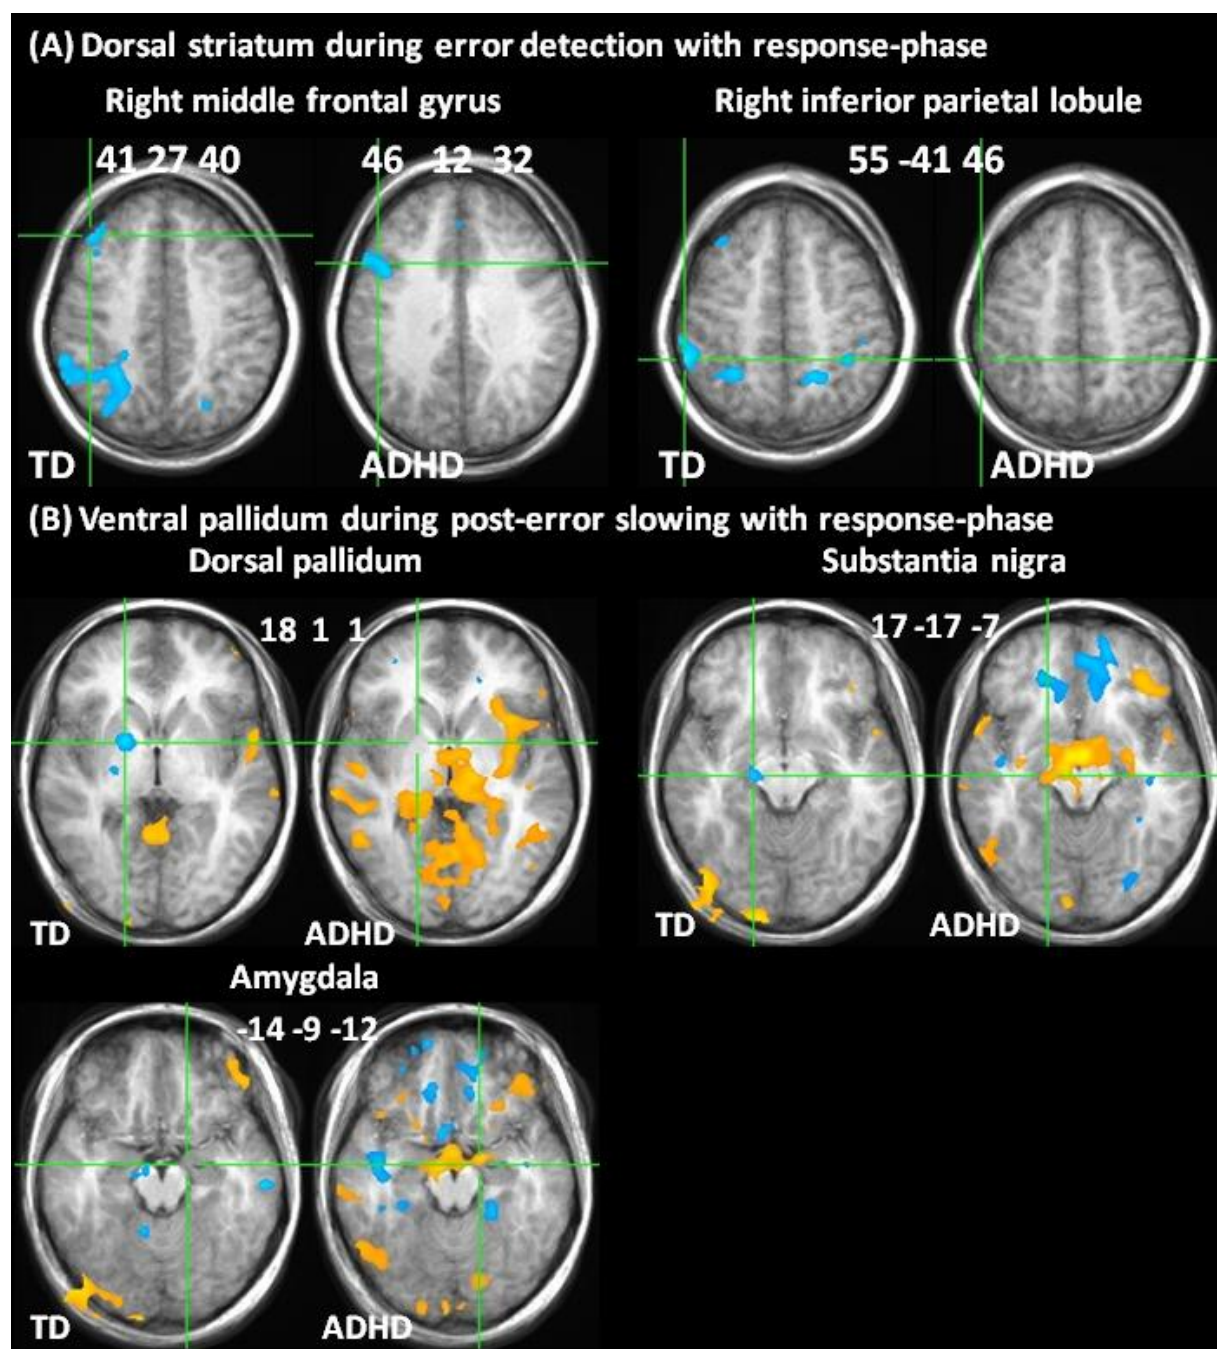 (A) Dorsal striatum during error detection with response-phase
Right middle frontal gyrus
Right inferior parietal lobule
41 27 40
46 12 32
55 -41 46
TD
ADHD
TD
ADHD
(B) Ventral pallidum during post-error slowing with response-phase
Dorsal pallidum
Substantia nigra
18 1 1
17 -17 -7
TD
ADHD
TD
ADHD
Amygdala
-14 -9 -12
TD
ADHD